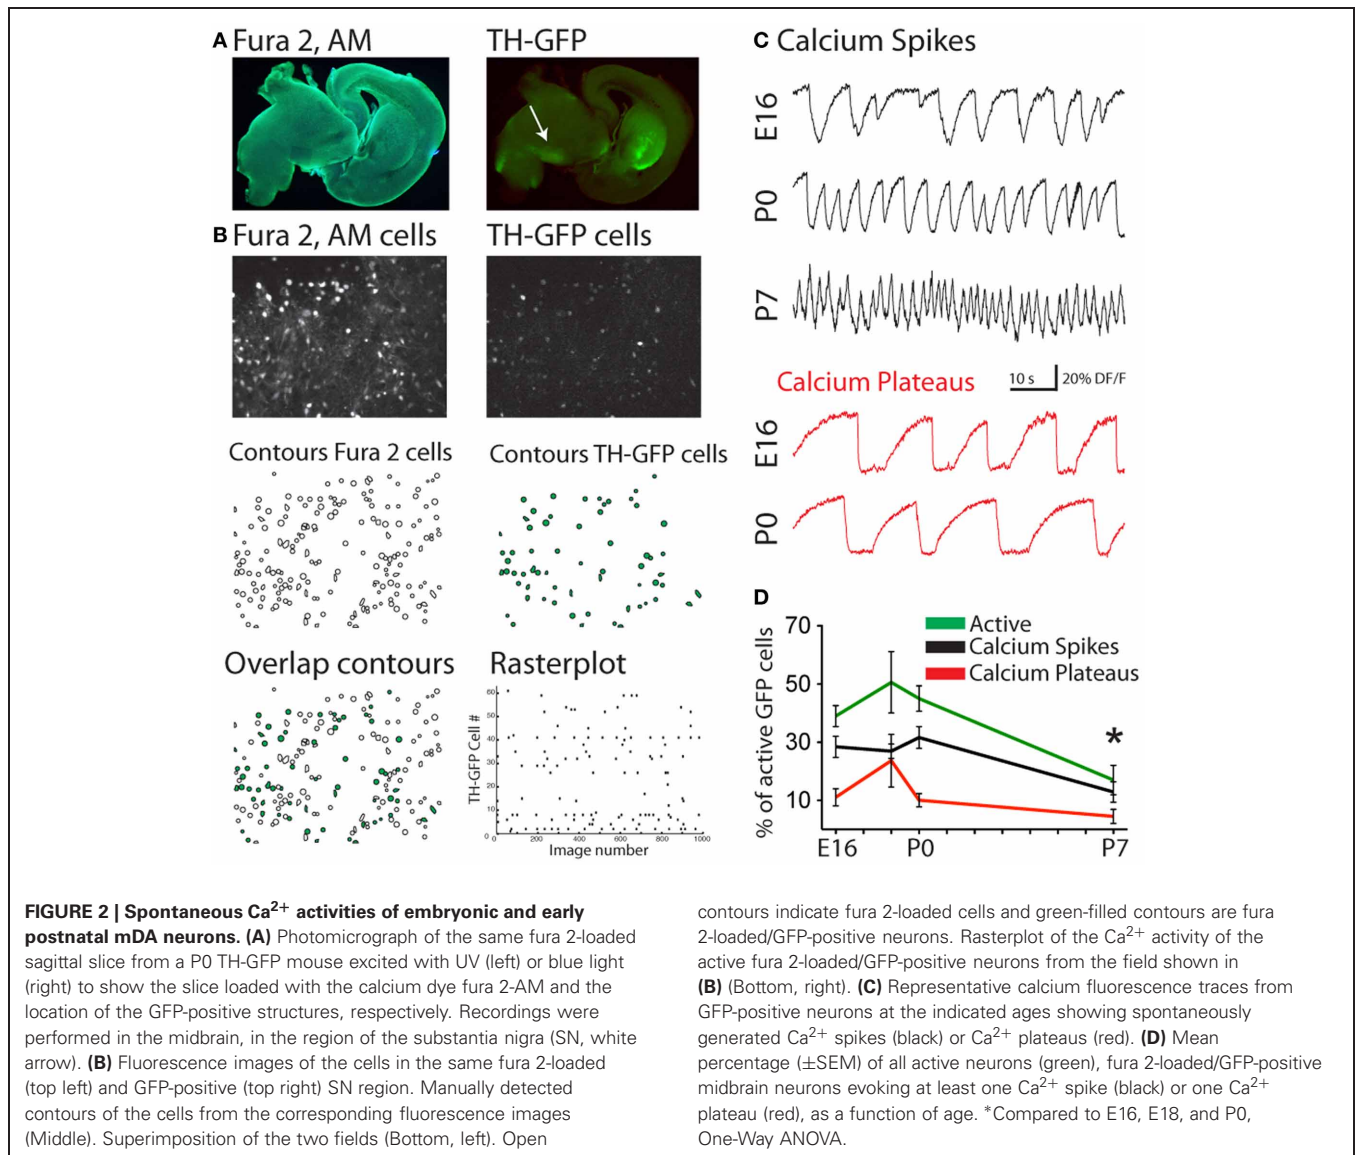 A Fura 2, AM
TH-GFP
B Fura 2, AM cells
TH-GFP cells
Contours Fura 2 cells
Contours TH-GFP cells
Overlap contours
Rasterplot
TH-GFP Cell #
60
50
40
30
20
10
0
0 200 400 600 800 1000
Image number
C Calcium Spikes
E16
P0
P7
10 s
20% DF/F
Calcium Plateaus
E16
P0
D
% of active GFP cells
70
50
30
10
Active
Calcium Spikes
Calcium Plateaus
*
E16 P0 P7
FIGURE 2 | Spontaneous Ca2+ activities of embryonic and early
postnatal mDA neurons. (A) Photomicrograph of the same fura 2-loaded
sagittal slice from a P0 TH-GFP mouse excited with UV (left) or blue light
(right) to show the slice loaded with the calcium dye fura 2-AM and the
location of the GFP-positive structures, respectively. Recordings were
performed in the midbrain, in the region of the substantia nigra (SN, white
arrow). (B) Fluorescence images of the cells in the same fura 2-loaded
(top left) and GFP-positive (top right) SN region. Manually detected
contours of the cells from the corresponding fluorescence images
(Middle). Superimposition of the two fields (Bottom, left). Open
contours indicate fura 2-loaded cells and green-filled contours are fura
2-loaded/GFP-positive neurons. Rasterplot of the Ca2+ activity of the
active fura 2-loaded/GFP-positive neurons from the field shown in
(B) (Bottom, right). (C) Representative calcium fluorescence traces from
GFP-positive neurons at the indicated ages showing spontaneously
generated Ca2+ spikes (black) or Ca2+ plateaus (red). (D) Mean
percentage (±SEM) of all active neurons (green), fura 2-loaded/GFP-positive
midbrain neurons evoking at least one Ca2+ spike (black) or one Ca2+
plateau (red), as a function of age. *Compared to E16, E18, and P0,
One-Way ANOVA.